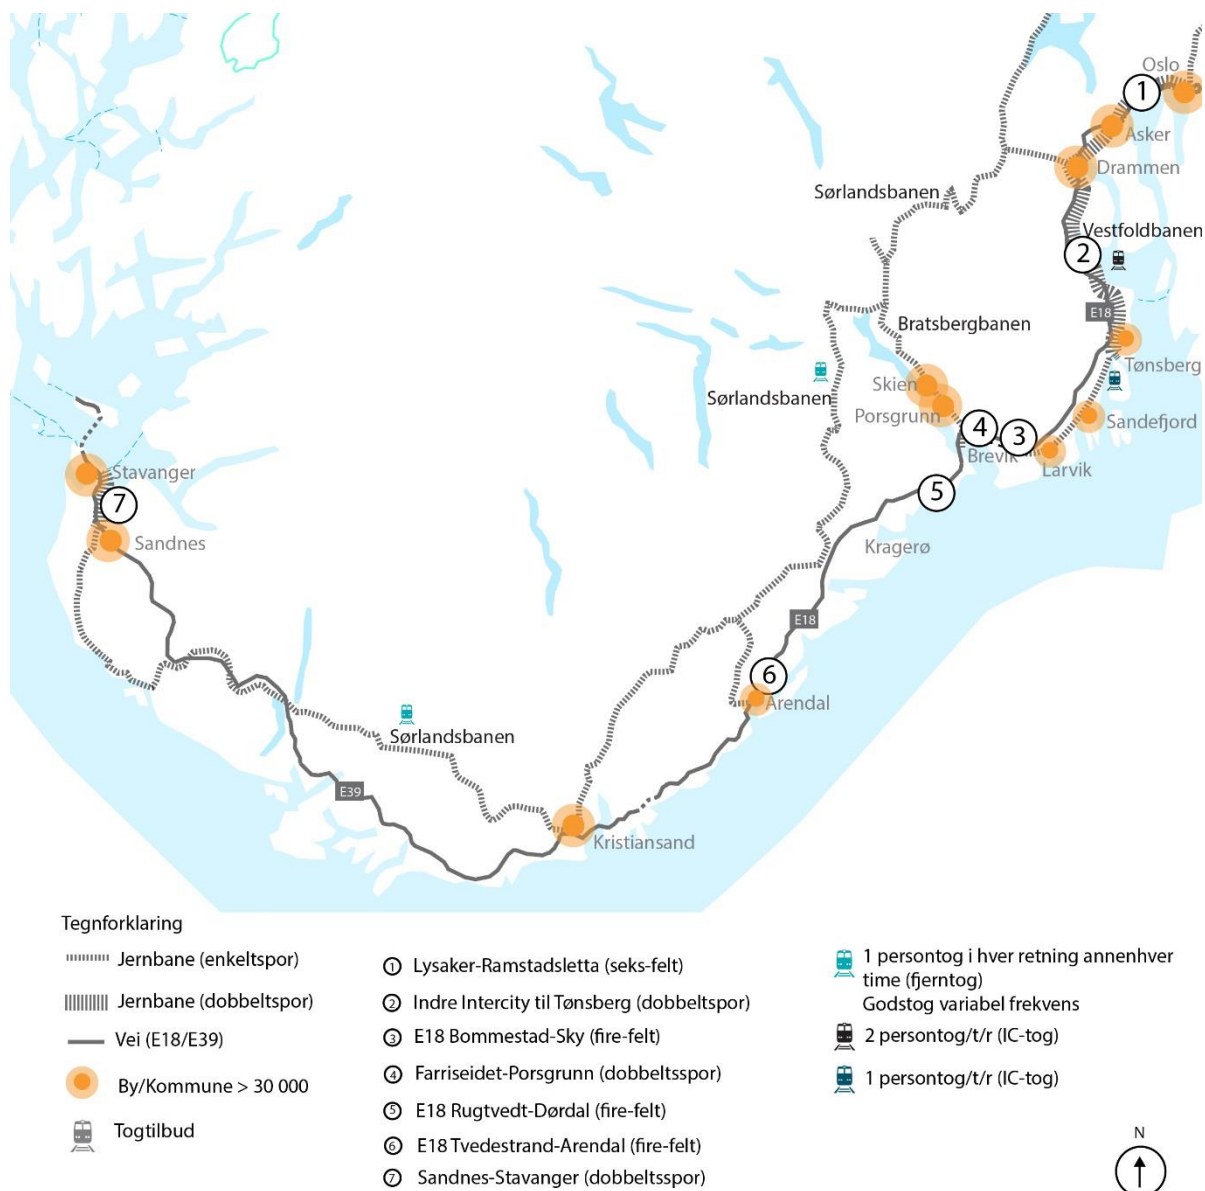 Oslo
1
Asker
Drammen
Sørlandsbanen
Vestfoldbanen
2
E18
Bratsbergbanen
Tønsberg
Skien
Sørlandsbanen
Porsgrunn
Sandefjord
4
3
Brevik
Larvik
Stavanger
7
5
Sandnes
Kragerø
E18
6
Arendal
Sørlandsbanen
E39
Kristiansand
Tegnforklaring
Jernbane (enkeltspor)
Jernbane (dobbeltspor)
Vei (E18/E39)
By/Kommune > 30 000
Togtilbud
1 Lysaker-Ramstadsletta (seks-felt)
2 Indre Intercity til Tønsberg (dobbeltspor)
3 E18 Bommestad-Sky (fire-felt)
4 Farriseidet-Porsgrunn (dobbeltsspor)
5 E18 Rugtvedt-Dørdal (fire-felt)
6 E18 Tvedestrand-Arendal (fire-felt)
7 Sandnes-Stavanger (dobbeltsspor)
1 persontog i hver retning annenhver
time (fjerntog)
Godstog variabel frekvens
2 persontog/t/r (IC-tog)
1 persontog/t/r (IC-tog)
N